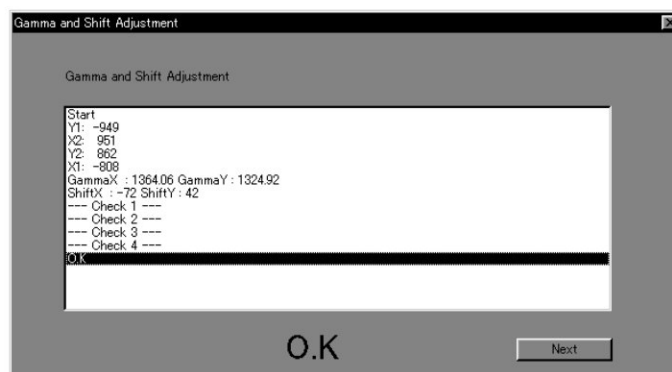 Gamma and Shift Adjustment
Gamma and Shift Adjustment
Start
Y1: -949
X2: 951
Y2: 862
X1: -808
GammaX : 1364.06 GammaY : 1324.92
ShiftX : -72 ShiftY : 42
--- Check 1 ---
--- Check 2 ---
--- Check 3 ---
--- Check 4 ---
O.K
O.K
Next